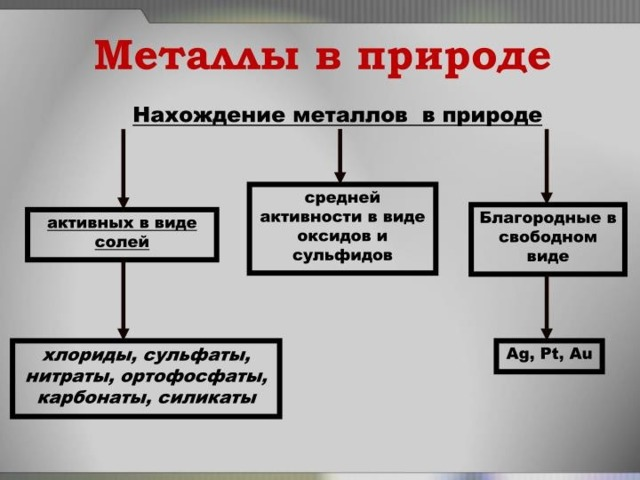 Металлы в природе
Нахождение металлов в природе
активных в виде
солей
средней
активности в виде
оксидов и
сульфидов
Благородные в
свободном
виде
хлориды, сульфаты,
нитраты, ортофосфаты,
карбонаты, силикаты
Ag, Pt, Au